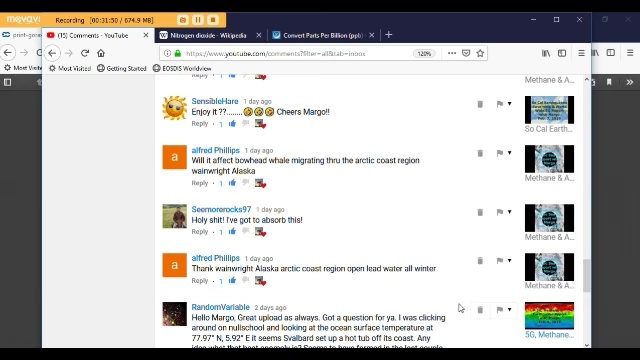 movavi Recording 00:31:50 / 674.9 MB
print-gores
(15) Comments - YouTube
W Nitrogen dioxide - Wikipedia
Convert Parts Per Billion (ppb)
https://www.youtube.com/comments?filter=all&tab=inbox
120%
Most Visited
Most Visited Getting Started EOSDIS Worldview
Reply 1
Methane & A...
SensibleHare 1 day ago
Enjoy it ??........ Cheers Margo!!
Reply 1
So Cal Earth...
alfred Phillips 1 day ago
Will it affect bowhead whale migrating thru the arctic coast region
wainwright Alaska
Reply 1
Methane & A...
Seemorerocks97 1 day ago
Holy shit! I've got to absorb this!
Reply 1
Methane & A...
alfred Phillips 1 day ago
Thank wainwright Alaska arctic coast region open lead water all winter
Reply 1
Methane & A...
RandomVariable 2 days ago
Hello Margo, Great upload as always. Got a question for ya. I was clicking
around on nullschool and looking at the ocean surface temperature at
77.97° N, 5.92° E it seems Svalbard set up a hot tub off its coast. Any
5G, Methane...